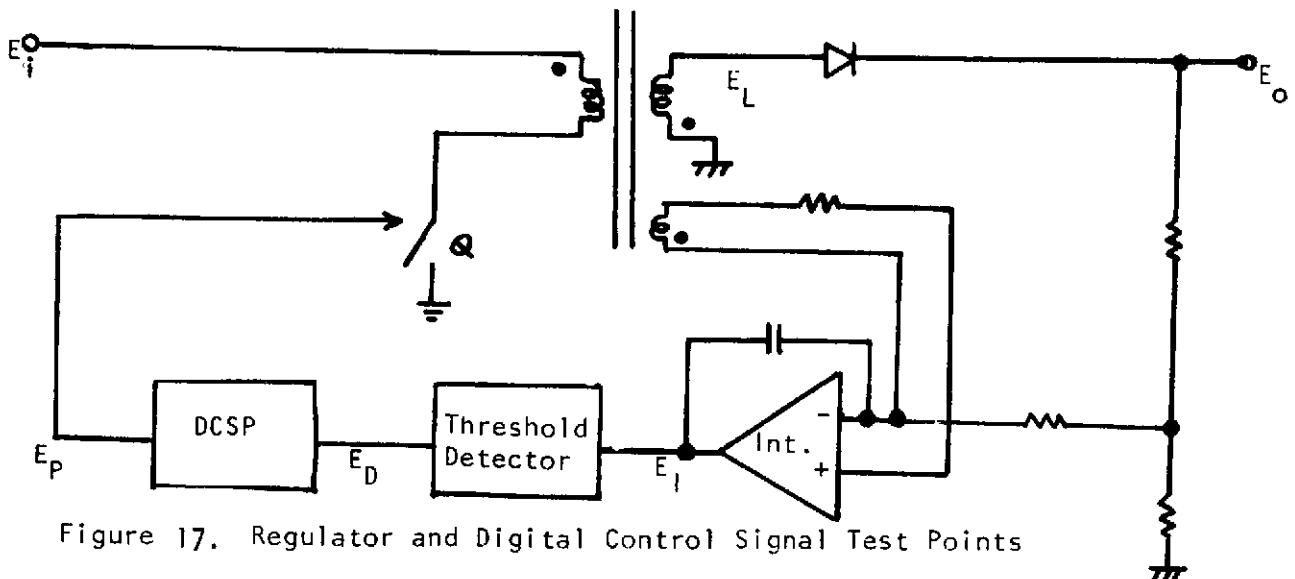 E_i
E_L
E_o
Q
DCSP
Threshold
Detector
Int.
-
+
E_P
E_D
E_I
Figure 17. Regulator and Digital Control Signal Test Points